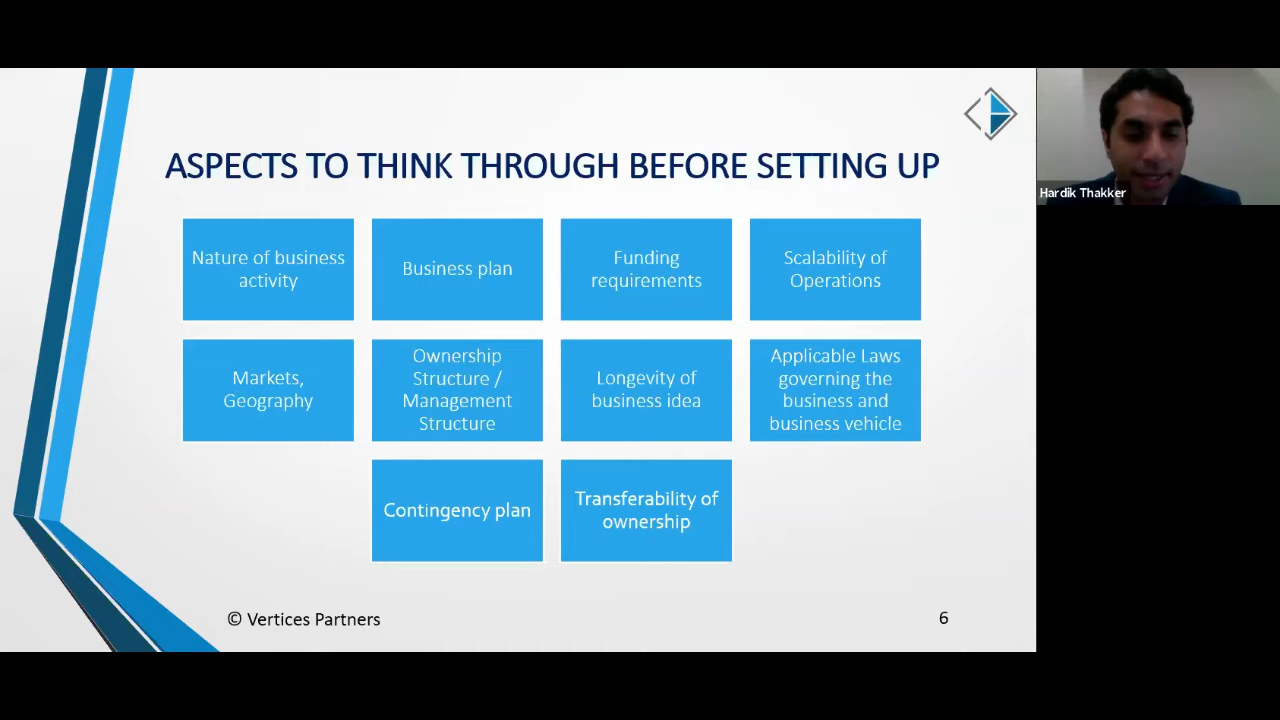 ASPECTS TO THINK THROUGH BEFORE SETTING UP
Nature of business
activity
Business plan
Funding
requirements
Scalability of
Operations
Markets,
Geography
Ownership
Structure /
Management
Structure
Longevity of
business idea
Applicable Laws
governing the
business and
business vehicle
Contingency plan
Transferability of
ownership
© Vertices Partners
6
Hardik Thakker